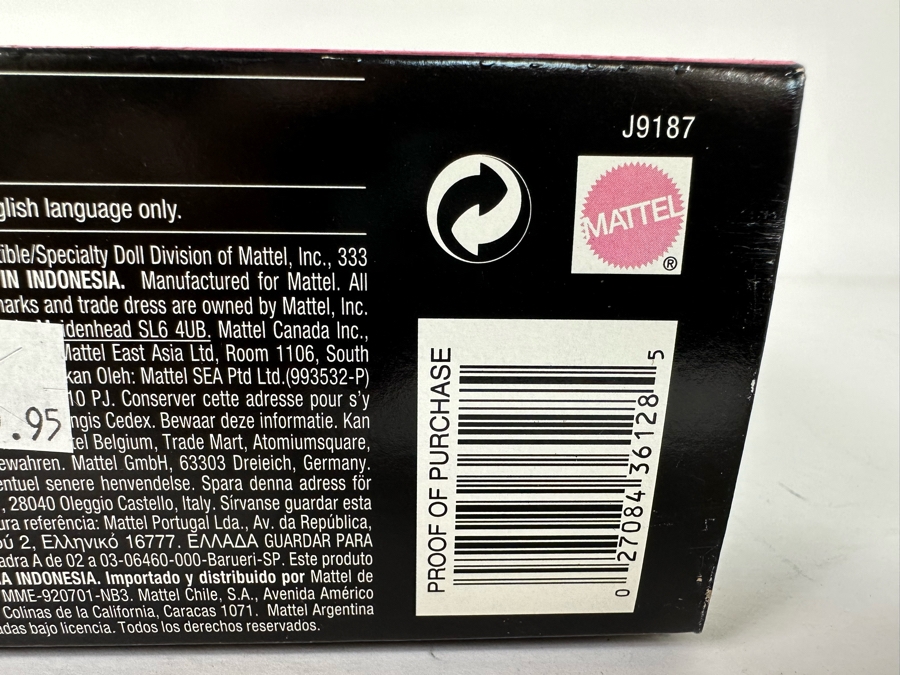 J9187
MATTEL
®
glish language only.
ible/Specialty Doll Division of Mattel, Inc., 333
IN INDONESIA. Manufactured for Mattel. All
arks and trade dress are owned by Mattel, Inc.
idenhead SL6 4UB. Mattel Canada Inc.,
Mattel East Asia Ltd, Room 1106, South
kan Oleh: Mattel SEA Ptd Ltd.(993532-P)
10 PJ. Conserver cette adresse pour s'y
.95
ngis Cedex. Bewaar deze informatie. Kan
el Belgium, Trade Mart, Atomiumsquare,
ewahren. Mattel GmbH, 63303 Dreieich, Germany.
entuel senere henvendelse. Spara denna adress för
, 28040 Oleggio Castello, Italy. Sírvanse guardar esta
ura referência: Mattel Portugal Lda., Av. da República,
ού 2, Ελληνικό 16777. ΕΛΛΑΔΑ GUARDAR PARA
adra A de 02 a 03-06460-000-Barueri-SP. Este produto
A INDONESIA. Importado y distribuido por Mattel de
MME-920701-NB3. Mattel Chile, S.A., Avenida Américo
Colinas de la California, Caracas 1071. Mattel Argentina
adas bajo licencia. Todos los derechos reservados.
PROOF OF PURCHASE
0 27084 36128 5